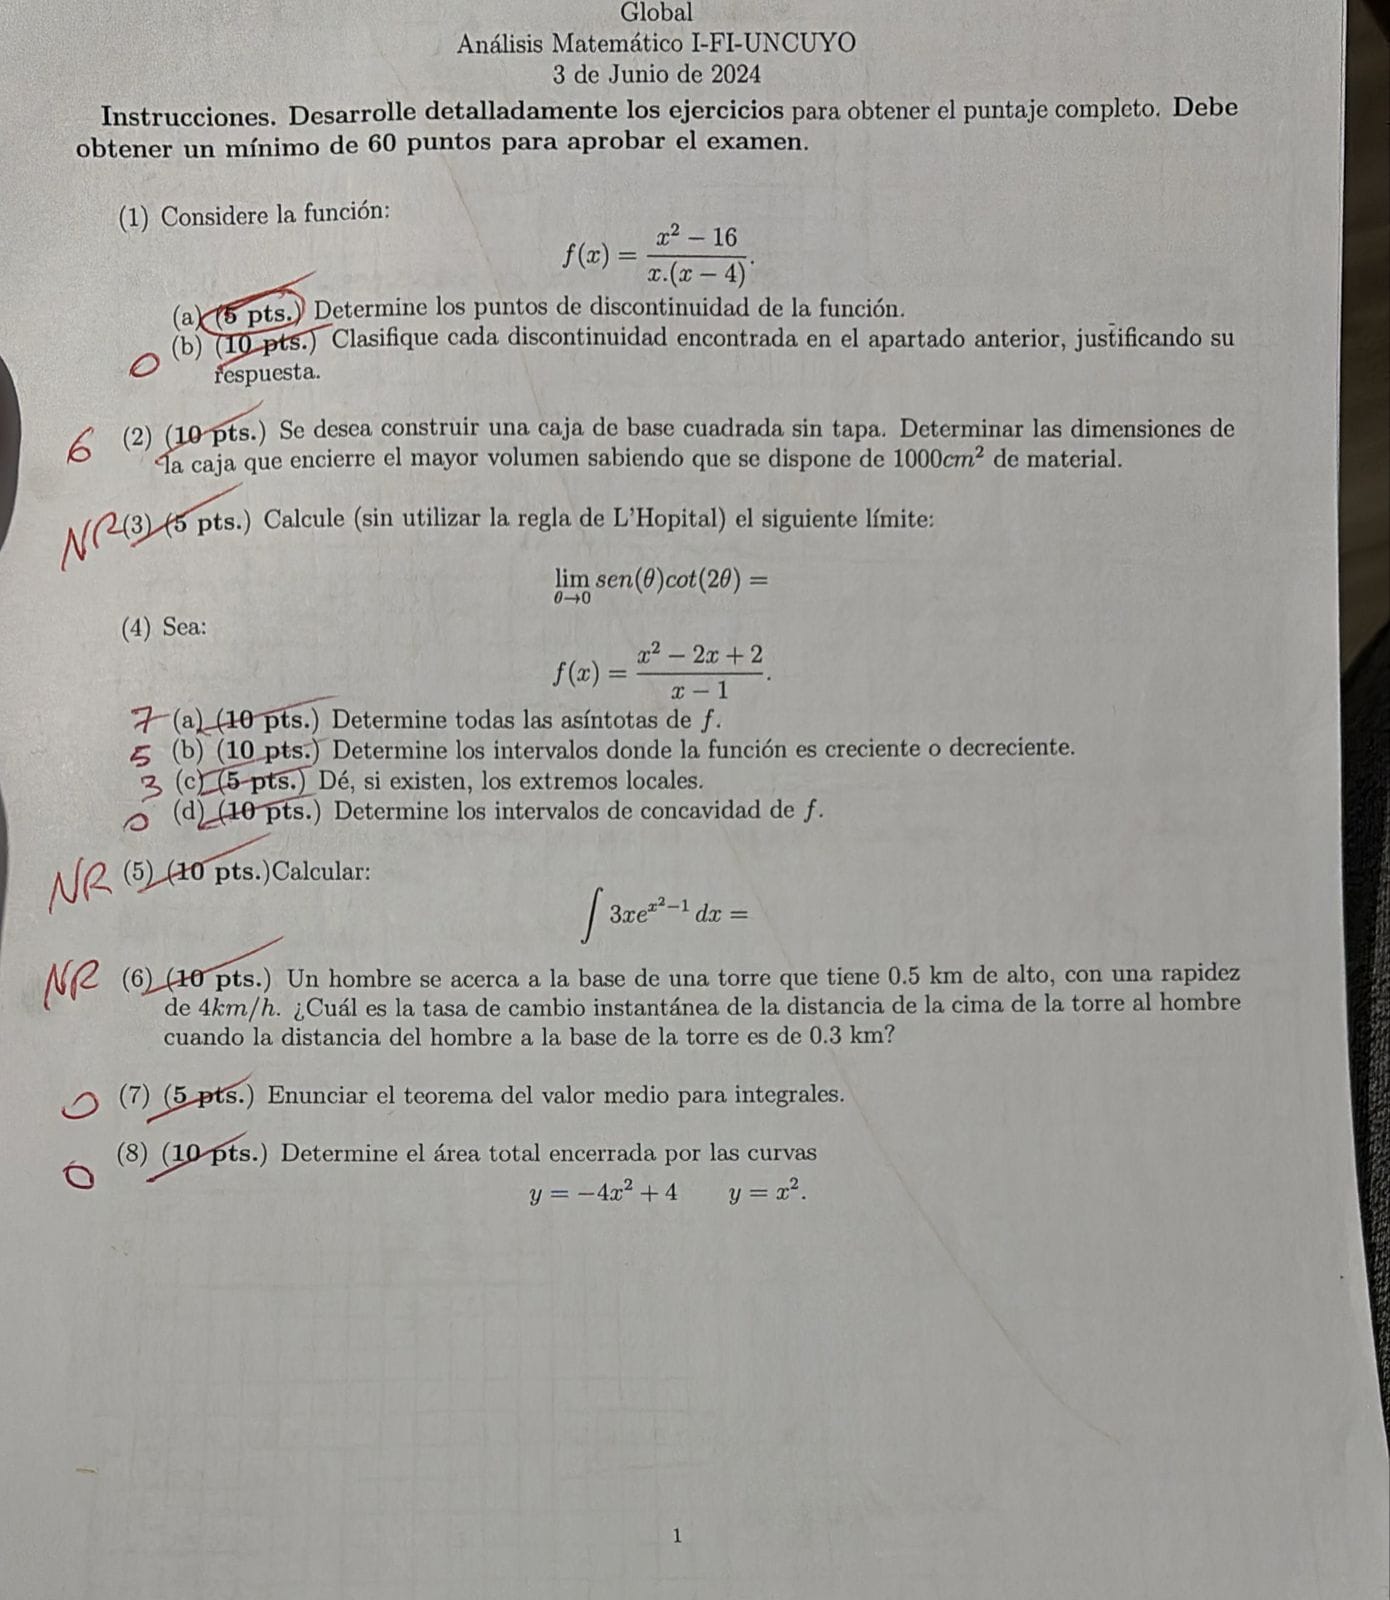 Global
Análisis Matemático I-FI-UNCUYO
3 de Junio de 2024
Instrucciones. Desarrolle detalladamente los ejercicios para obtener el puntaje completo. Debe
obtener un mínimo de 60 puntos para aprobar el examen.
(1) Considere la función:
f(x) = \frac{x^2 - 16}{x.(x - 4)}.
(a) (5 pts.) Determine los puntos de discontinuidad de la función.
0 (b) (10 pts.) Clasifique cada discontinuidad encontrada en el apartado anterior, justificando su
respuesta.
6 (2) (10 pts.) Se desea construir una caja de base cuadrada sin tapa. Determinar las dimensiones de
la caja que encierre el mayor volumen sabiendo que se dispone de 1000cm² de material.
NR (3) (5 pts.) Calcule (sin utilizar la regla de L'Hopital) el siguiente límite:
\lim_{θ→0} sen(θ)cot(2θ) =
(4) Sea:
f(x) = \frac{x^2 - 2x + 2}{x - 1}.
7 (a) (10 pts.) Determine todas las asíntotas de f.
5 (b) (10 pts.) Determine los intervalos donde la función es creciente o decreciente.
3 (c) (5 pts.) Dé, si existen, los extremos locales.
0 (d) (10 pts.) Determine los intervalos de concavidad de f.
NR (5) (10 pts.)Calcular:
∫ 3xe^{x^2-1} dx =
NR (6) (10 pts.) Un hombre se acerca a la base de una torre que tiene 0.5 km de alto, con una rapidez
de 4km/h. ¿Cuál es la tasa de cambio instantánea de la distancia de la cima de la torre al hombre
cuando la distancia del hombre a la base de la torre es de 0.3 km?
0 (7) (5 pts.) Enunciar el teorema del valor medio para integrales.
0 (8) (10 pts.) Determine el área total encerrada por las curvas
y = -4x² + 4 y = x².
1